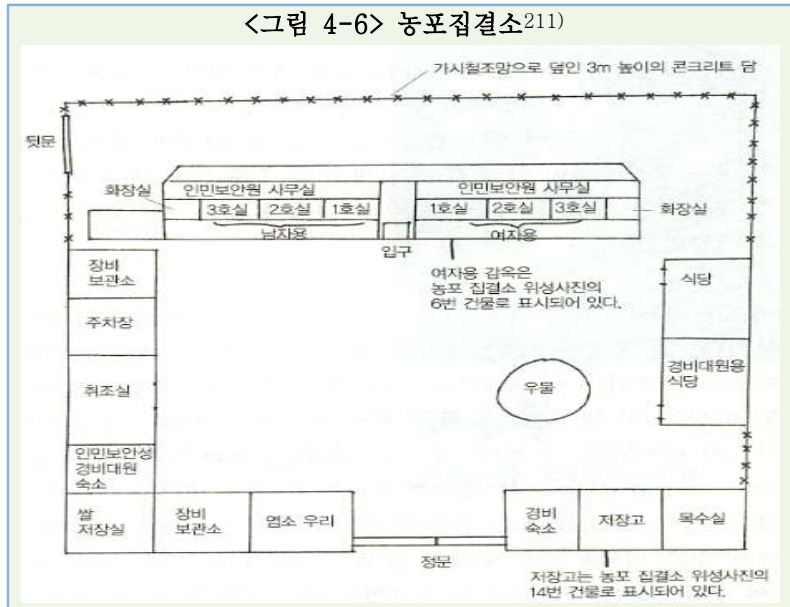 <그림 4-6> 농포집결소211)
가시철조망으로 덮인 3m 높이의 콘크리트 담
뒷문
화장실
인민보안원 사무실
인민보안원 사무실
3호실 2호실 1호실
1호실 2호실 3호실
화장실
남자용
입구
여자용
여자용 감옥은
농포 집결소 위성사진의
6번 건물로 표시되어 있다.
장비
보관소
주차장
취조실
인민보안성
경비대원
숙소
식당
경비대원용
식당
우물
쌀
저장실
장비
보관소
염소 우리
정문
경비
숙소
저장고
목수실
저장고는 농포 집결소 위성사진의
14번 건물로 표시되어 있다.